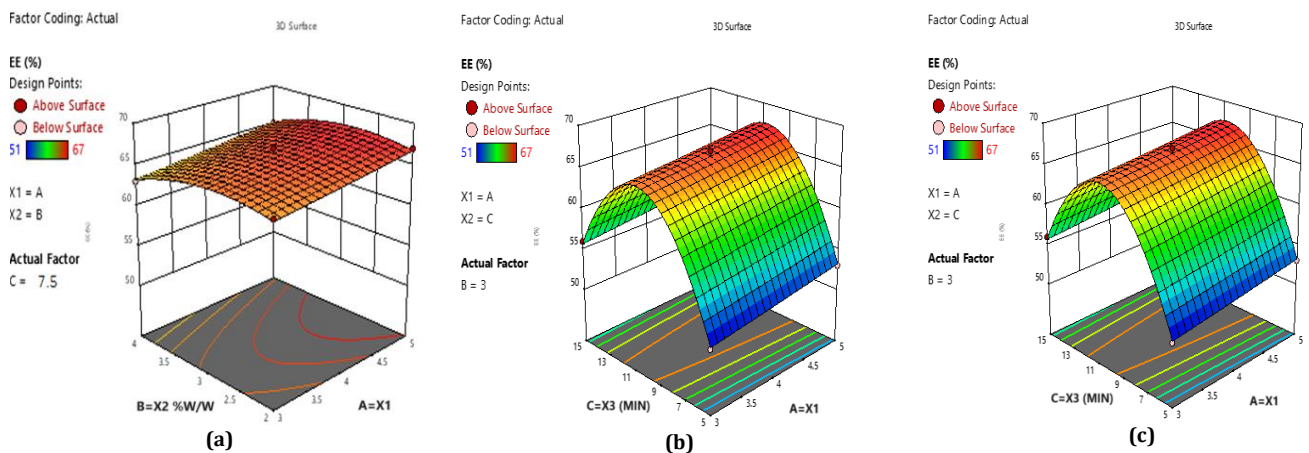 Factor Coding: Actual
3D Surface
EE (%)
Design Points:
Above Surface
Below Surface
51 67
X1 = A
X2 = B
Actual Factor
C = 7.5
EE (%)
70
65
60
55
50
4
3.5
3
2.5
2
3
3.5
4
4.5
5
B=X2 %W/W
A=X1
(a)
Factor Coding: Actual
3D Surface
EE (%)
Design Points:
Above Surface
Below Surface
51 67
X1 = A
X2 = C
Actual Factor
B = 3
EE (%)
70
65
60
55
50
15
13
11
9
7
5
3
3.5
4
4.5
5
C=X3 (MIN)
A=X1
(b)
Factor Coding: Actual
3D Surface
EE (%)
Design Points:
Above Surface
Below Surface
51 67
X1 = A
X2 = C
Actual Factor
B = 3
EE (%)
70
65
60
55
50
15
13
11
9
7
5
3
3.5
4
4.5
5
C=X3 (MIN)
A=X1
(c)